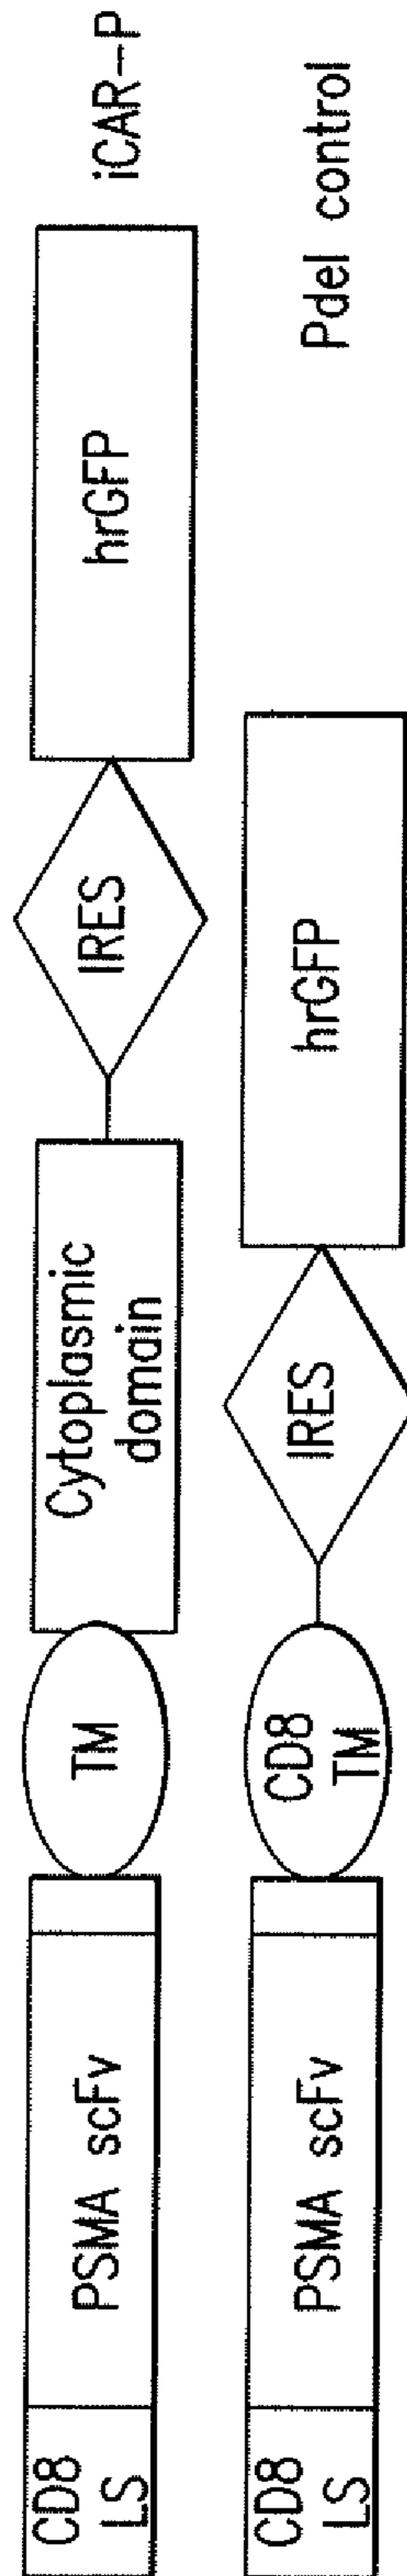 CD8
LS
PSMA scFv
TM
Cytoplasmic
domain
IRES
hrGFP
iCAR-P
CD8
LS
PSMA scFv
CD8
TM
IRES
hrGFP
Pdel control